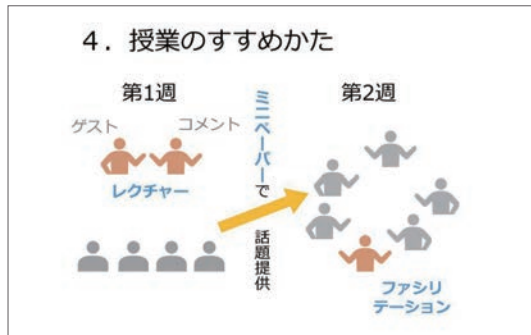 ４．授業のすすめかた
第1週
ゲスト
コメント
レクチャー
ミニペーパーで
話題提供
第2週
ファシリ
テーション